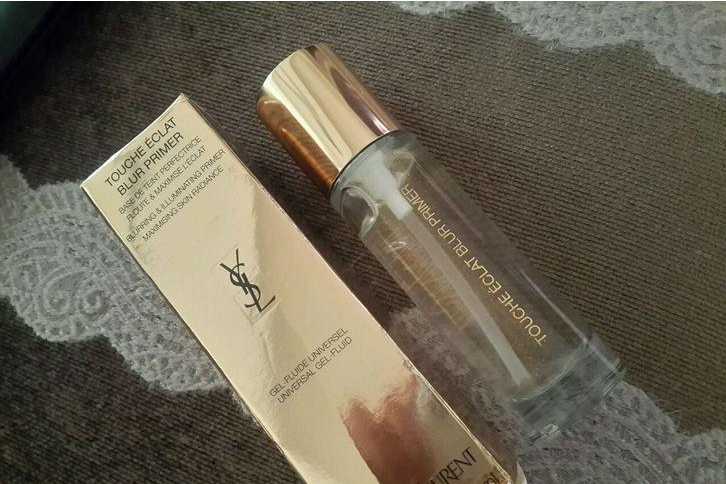 TOUCHE ÉCLAT
BLUR PRIMER
BASE DE TEINT PERFECTRICE
FLOUTE & MAXIMISE L'ÉCLAT
BLURRING & ILLUMINATING PRIMER
MAXIMISING SKIN RADIANCE
YSL
GEL-FLUIDE UNIVERSEL
UNIVERSAL GEL-FLUID
TOUCHE ÉCLAT BLUR PRIMER